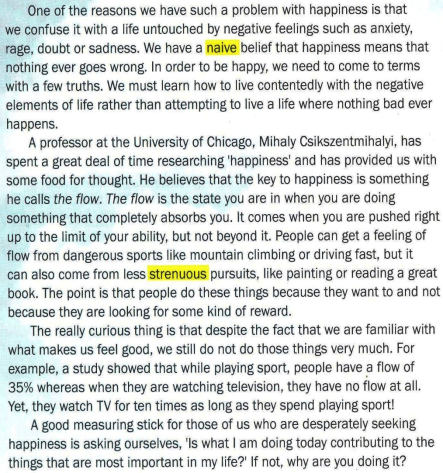 One of the reasons we have such a problem with happiness is that
we confuse it with a life untouched by negative feelings such as anxiety,
rage, doubt or sadness. We have a naive belief that happiness means that
nothing ever goes wrong. In order to be happy, we need to come to terms
with a few truths. We must learn how to live contentedly with the negative
elements of life rather than attempting to live a life where nothing bad ever
happens.
A professor at the University of Chicago, Mihaly Csikszentmihalyi, has
spent a great deal of time researching 'happiness' and has provided us with
some food for thought. He believes that the key to happiness is something
he calls the flow. The flow is the state you are in when you are doing
something that completely absorbs you. It comes when you are pushed right
up to the limit of your ability, but not beyond it. People can get a feeling of
flow from dangerous sports like mountain climbing or driving fast, but it
can also come from less strenuous pursuits, like painting or reading a great
book. The point is that people do these things because they want to and not
because they are looking for some kind of reward.
The really curious thing is that despite the fact that we are familiar with
what makes us feel good, we still do not do those things very much. For
example, a study showed that while playing sport, people have a flow of
35% whereas when they are watching television, they have no flow at all.
Yet, they watch TV for ten times as long as they spend playing sport!
A good measuring stick for those of us who are desperately seeking
happiness is asking ourselves, 'Is what I am doing today contributing to the
things that are most important in my life?' If not, why are you doing it?